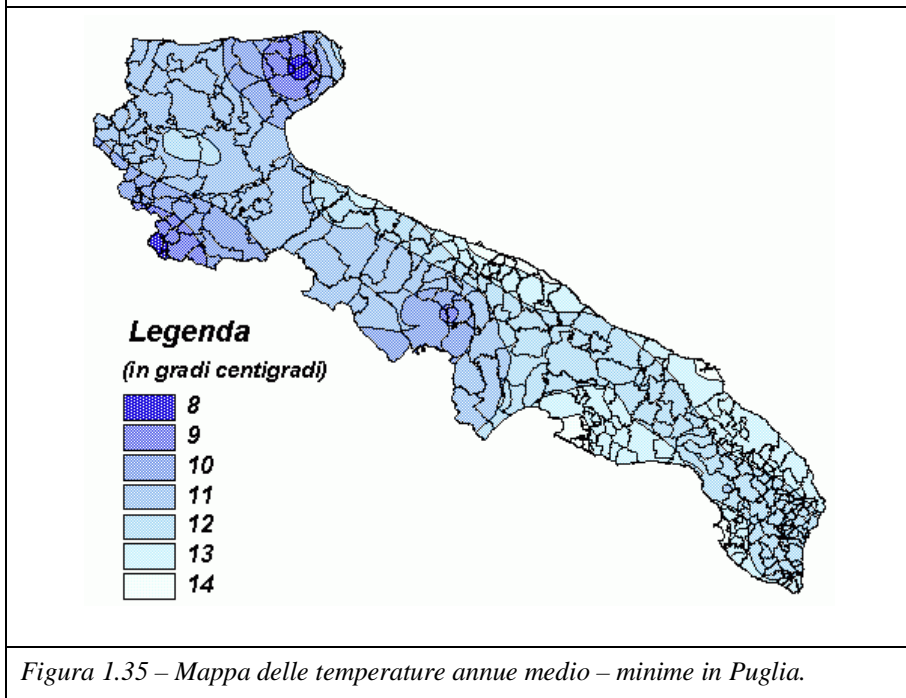 Legenda
(in gradi centigradi)
8
9
10
11
12
13
14
Figura 1.35 – Mappa delle temperature annue medio – minime in Puglia.